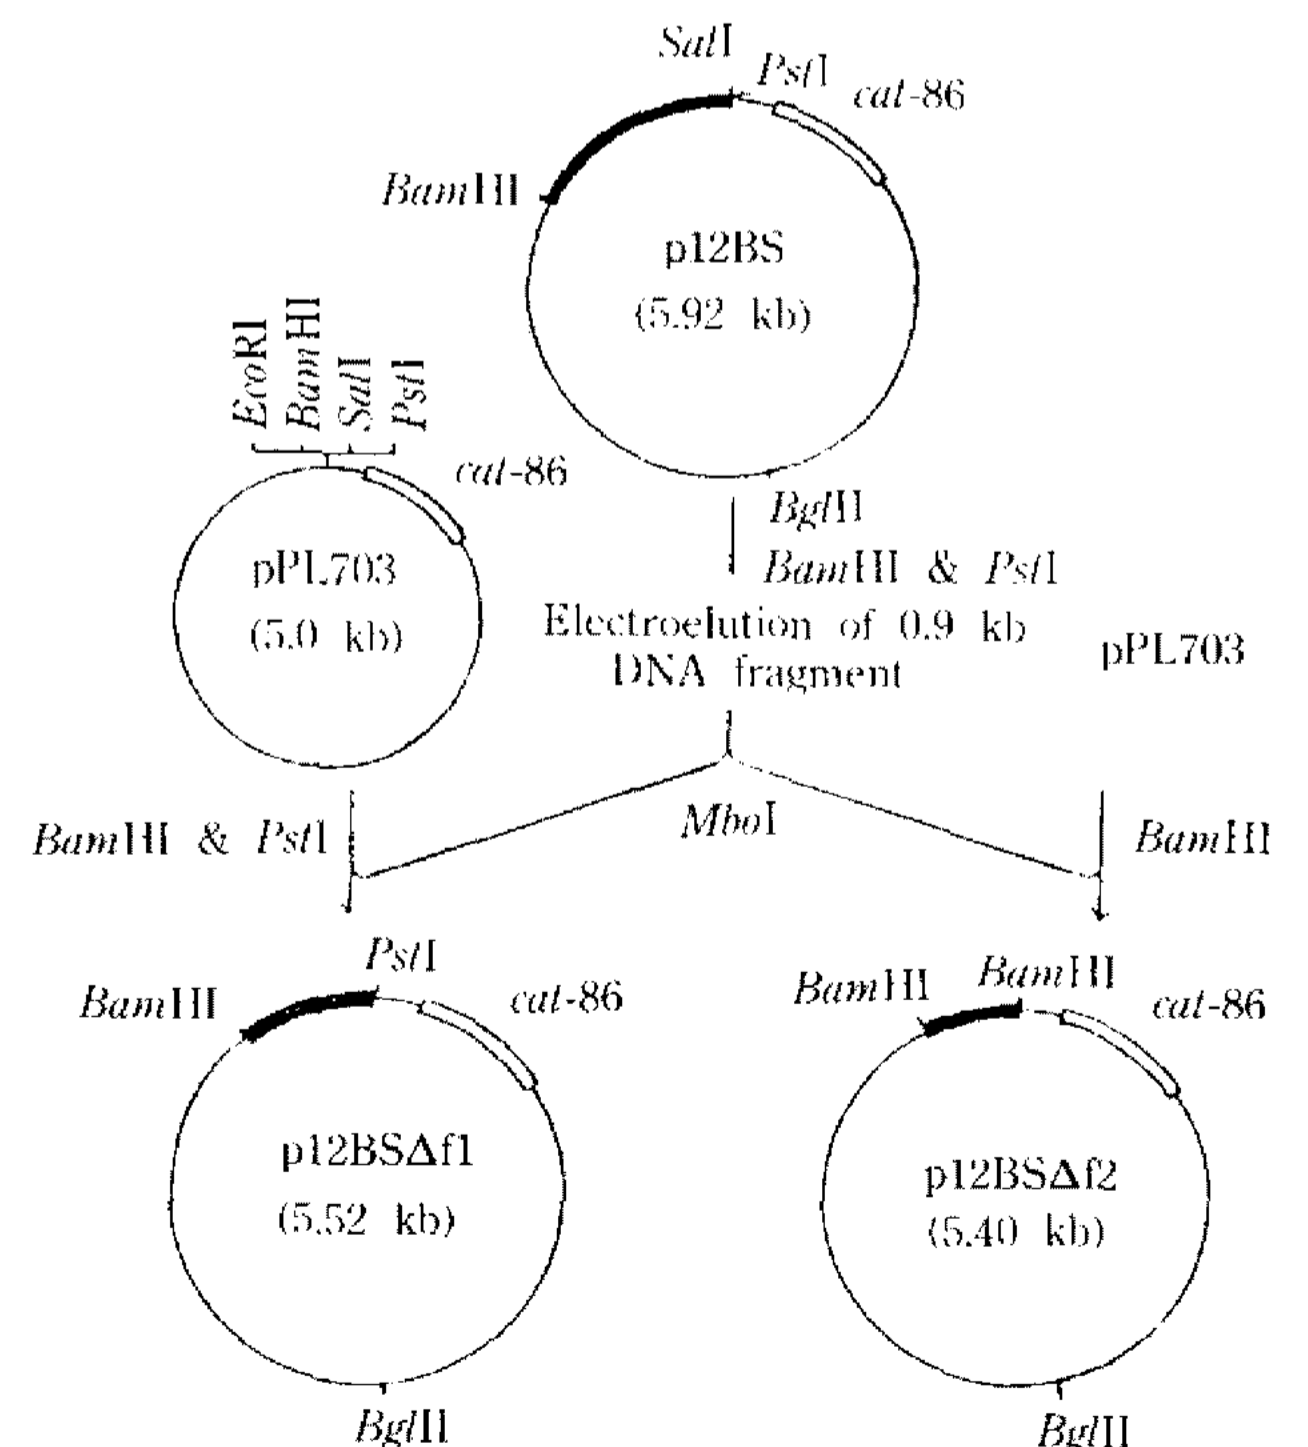 SalI
PstI
cat-86
BamHI
p12BS
(5.92 kb)
BglII
EcoRI
BamHI
SalI
PstI
cat-86
pPL703
(5.0 kb)
BamHI & PstI
Electroelution of 0.9 kb
DNA fragment
pPL703
MboI
BamHI & PstI
BamHI
PstI
BamHI
cat-86
p12BSΔf1
(5.52 kb)
BglII
BamHI
BamHI
cat-86
p12BSΔf2
(5.40 kb)
BglII